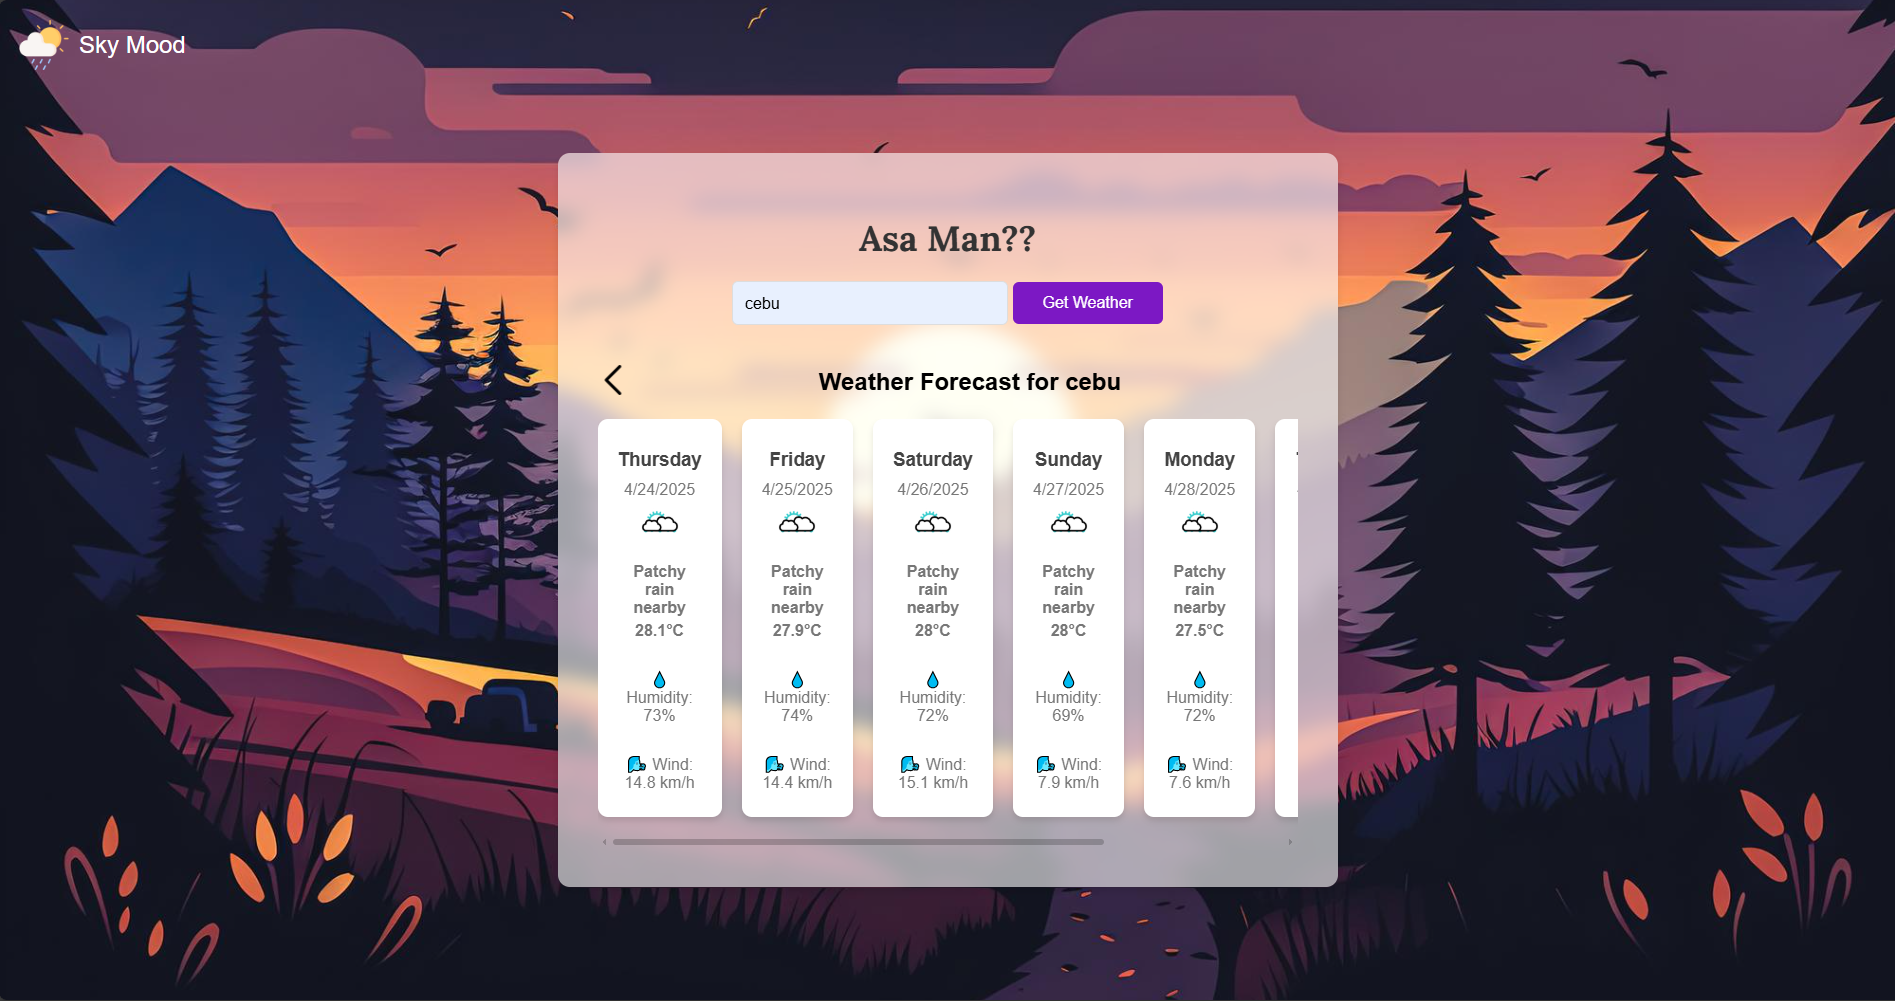 Sky Mood
Asa Man??
cebu
Get Weather
Weather Forecast for cebu
Thursday
4/24/2025
Patchy
rain
nearby
28.1°C
Humidity:
73%
Wind:
14.8 km/h
Friday
4/25/2025
Patchy
rain
nearby
27.9°C
Humidity:
74%
Wind:
14.4 km/h
Saturday
4/26/2025
Patchy
rain
nearby
28°C
Humidity:
72%
Wind:
15.1 km/h
Sunday
4/27/2025
Patchy
rain
nearby
28°C
Humidity:
69%
Wind:
7.9 km/h
Monday
4/28/2025
Patchy
rain
nearby
27.5°C
Humidity:
72%
Wind:
7.6 km/h